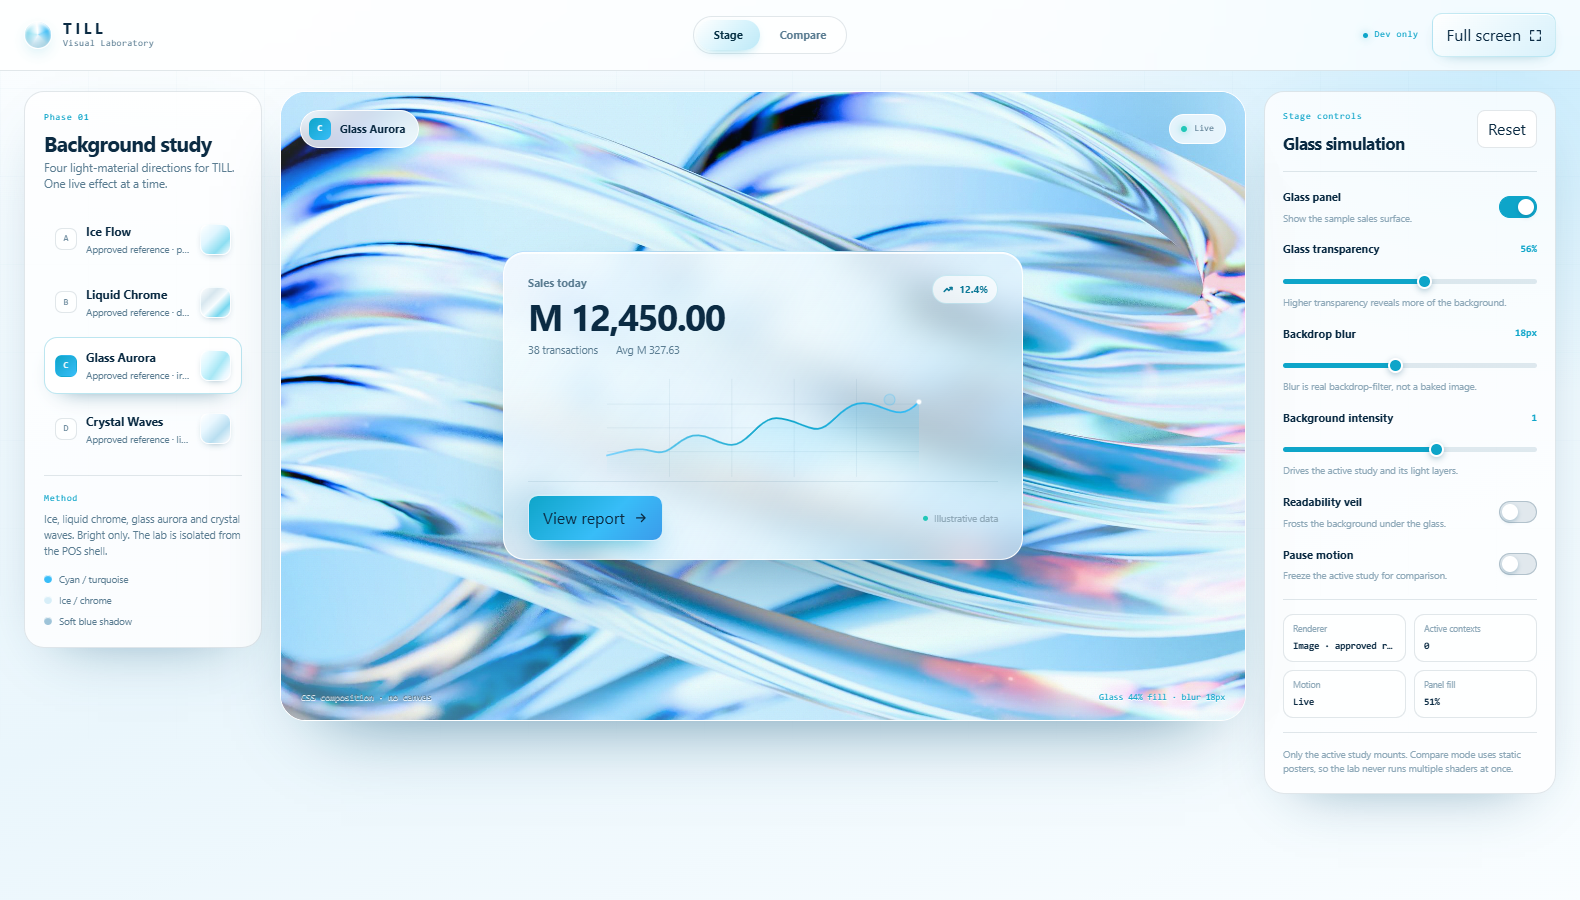 TILL
Visual Laboratory
Stage
Compare
Dev only
Full screen
Phase 01
Background study
Four light-material directions for TILL.
One live effect at a time.
A
Ice Flow
Approved reference · p...
B
Liquid Chrome
Approved reference · d...
C
Glass Aurora
Approved reference · ir...
D
Crystal Waves
Approved reference · li...
Method
Ice, liquid chrome, glass aurora and crystal
waves. Bright only. The lab is isolated from
the POS shell.
Cyan / turquoise
Ice / chrome
Soft blue shadow
C
Glass Aurora
Live
Sales today
12.4%
M 12,450.00
38 transactions
Avg M 327.63
View report
Illustrative data
CSS composition · no canvas
Glass 44% fill · blur 18px
Stage controls
Glass simulation
Reset
Glass panel
Show the sample sales surface.
Glass transparency
56%
Higher transparency reveals more of the background.
Backdrop blur
18px
Blur is real backdrop-filter, not a baked image.
Background intensity
1
Drives the active study and its light layers.
Readability veil
Frosts the background under the glass.
Pause motion
Freeze the active study for comparison.
Renderer
Image · approved r…
Active contexts
0
Motion
Live
Panel fill
51%
Only the active study mounts. Compare mode uses static
posters, so the lab never runs multiple shaders at once.